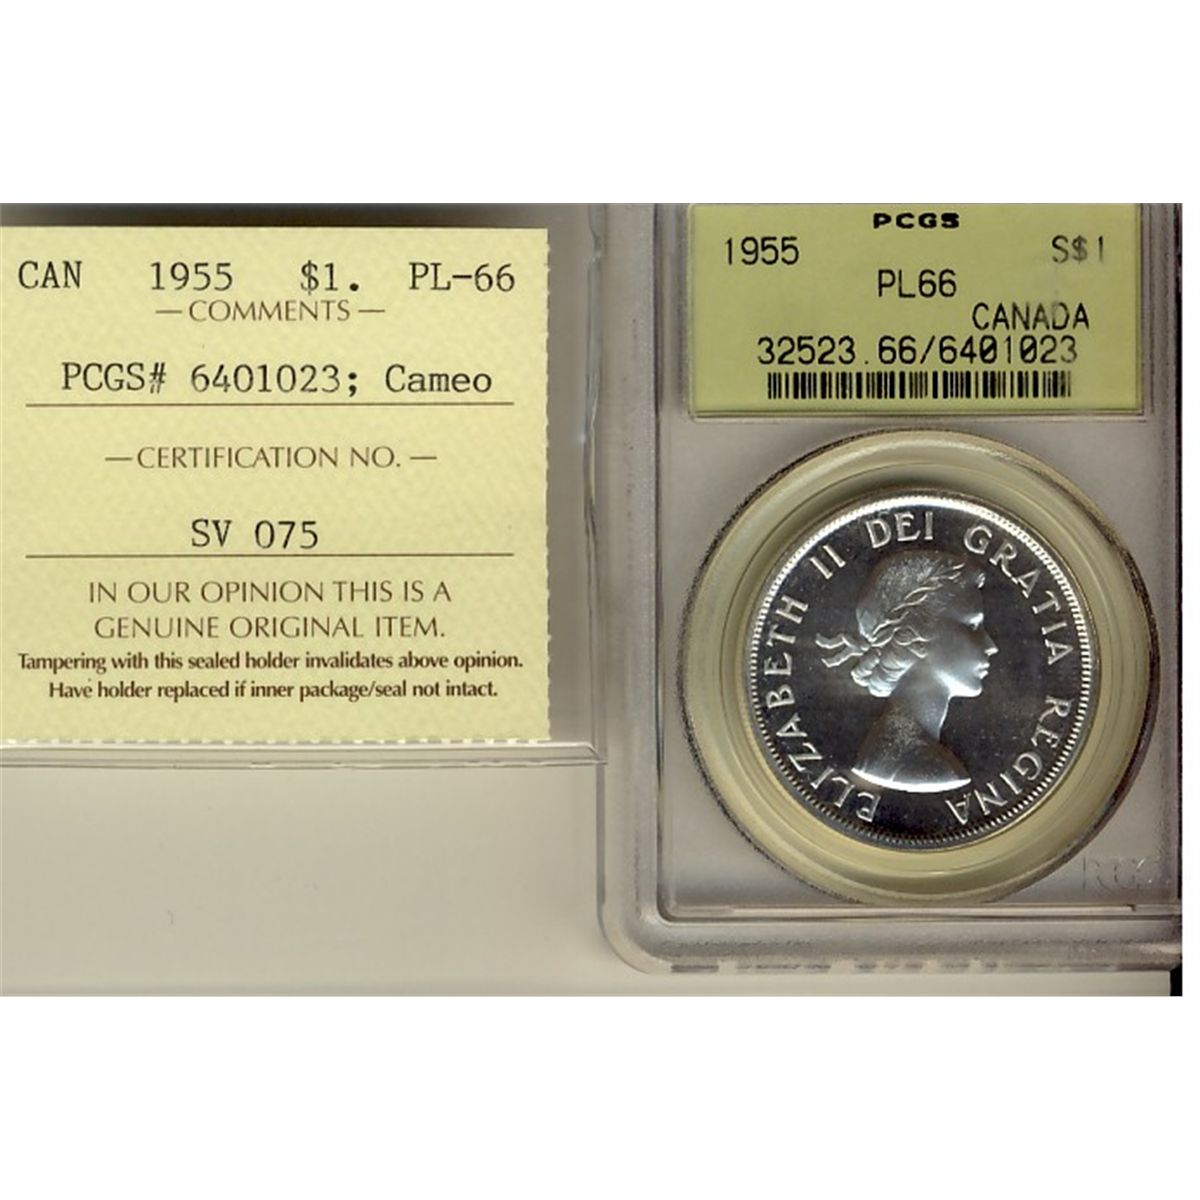 CAN 1955 $1. PL-66
— COMMENTS —
PCGS# 6401023; Cameo
— CERTIFICATION NO. —
SV 075
IN OUR OPINION THIS IS A
GENUINE ORIGINAL ITEM.
Tampering with this sealed holder invalidates above opinion.
Have holder replaced if inner package/seal not intact.
PCGS
1955 S$1
PL66
CANADA
32523.66/6401023
ELIZABETH II DEI GRATIA REGINA
PCGS